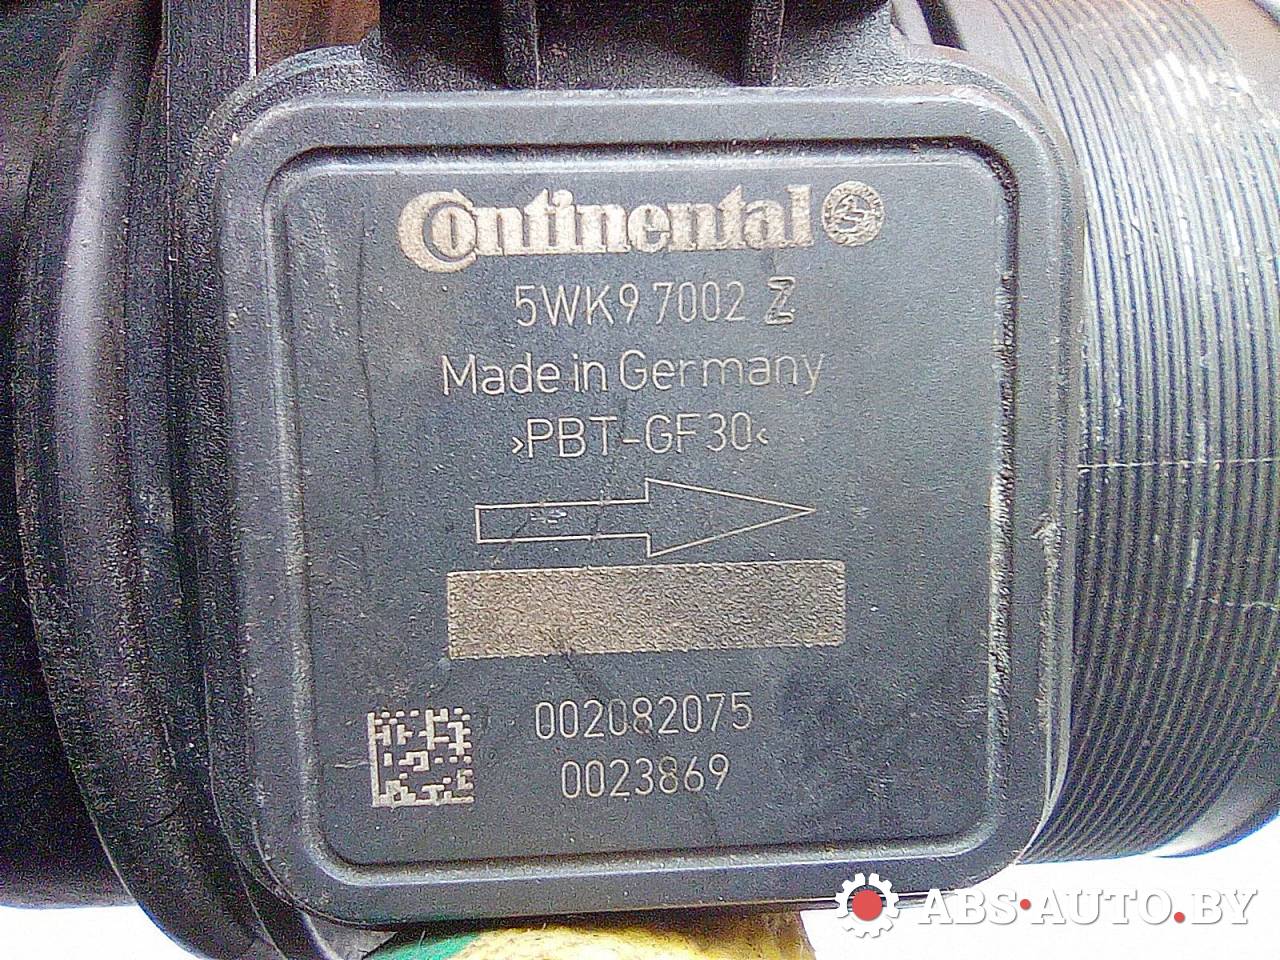 Continental
5WK9 7002 Z
Made in Germany
>PBT-GF30<
002082075
0023869
ABS·AUTO.BY